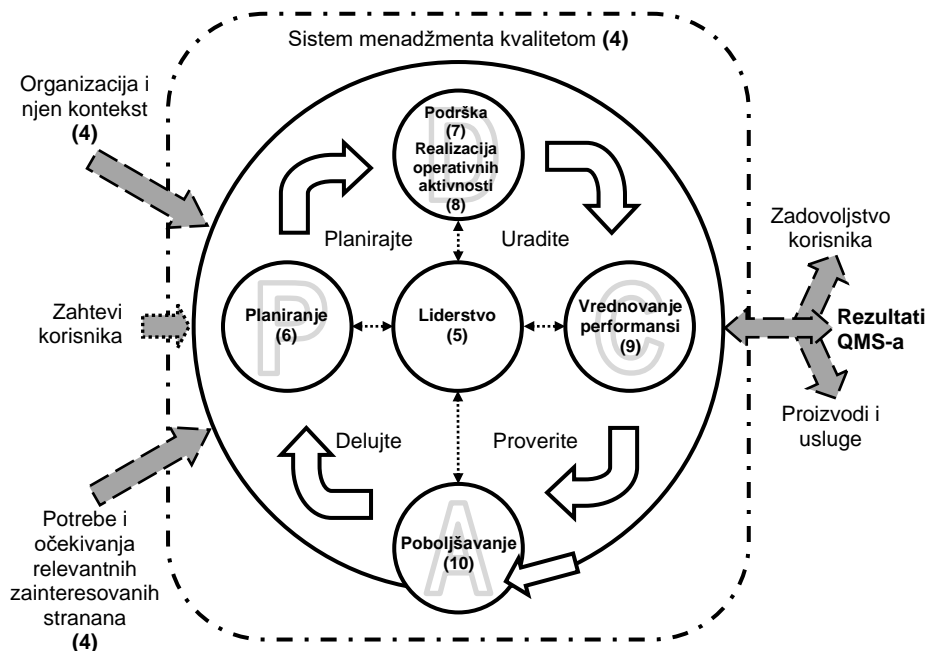 Sistem menadžmenta kvalitetom (4)
Organizacija i
njen kontekst
(4)
D
Podrška
(7)
Realizacija
operativnih
aktivnosti
(8)
Planirajte
Uradite
Zadovoljstvo
korisnika
Zahtevi
korisnika
P
Planiranje
(6)
Liderstvo
(5)
C
Vrednovanje
performansi
(9)
Rezultati
QMS-a
Proizvodi i
usluge
Delujte
Proverite
A
Poboljšavanje
(10)
Potrebe i
očekivanja
relevantnih
zainteresovanih
stranana
(4)